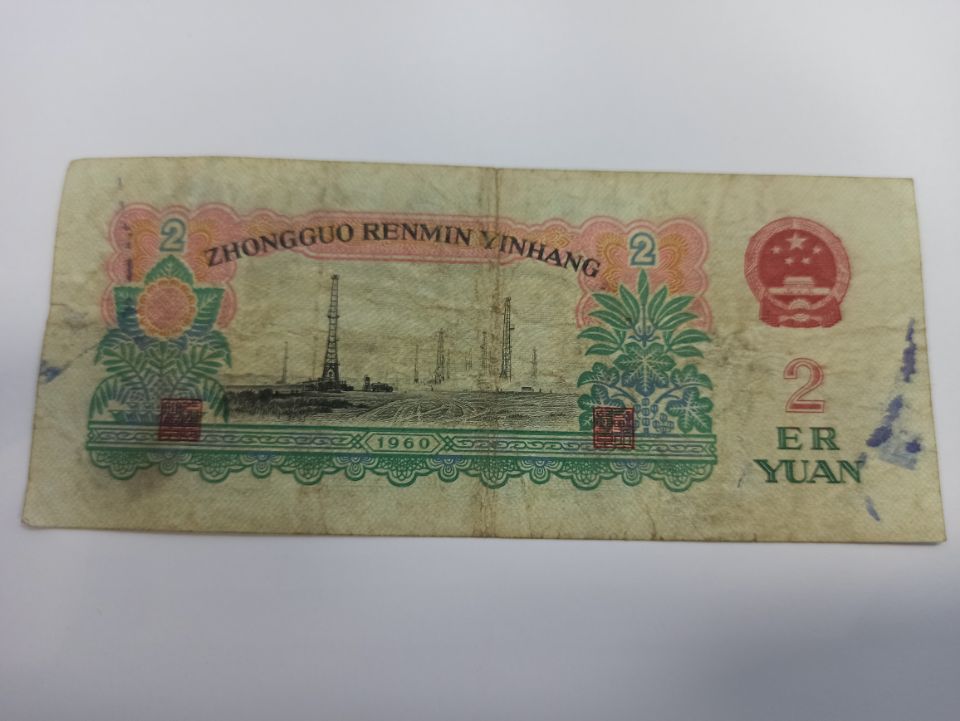 2
ZHONGGUO RENMIN YINHANG
2
1960
2
ER
YUAN